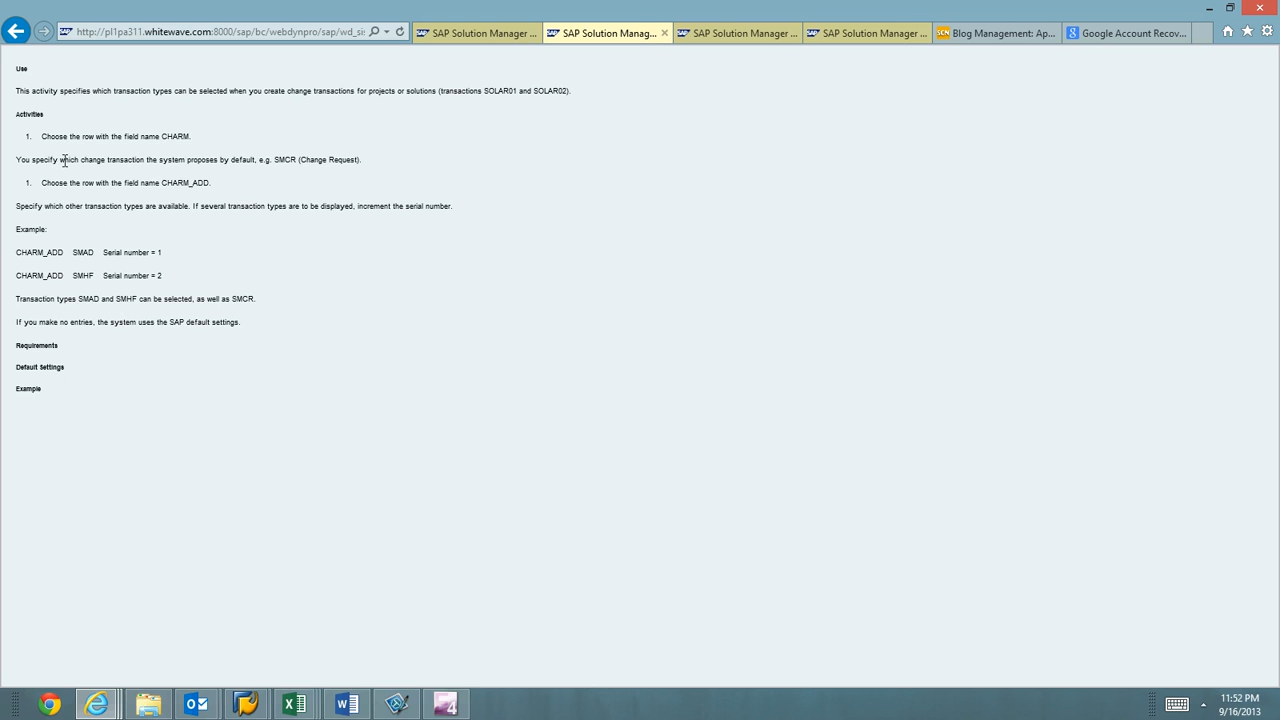 http://pl1pa311.whitewave.com:8000/sap/bc/webdynpro/sap/wd_si
SAP Solution Manager ...
SAP Solution Manag...
SAP Solution Manager ...
SAP Solution Manager ...
Blog Management: Ap...
Google Account Recov...
Use
This activity specifies which transaction types can be selected when you create change transactions for projects or solutions (transactions SOLAR01 and SOLAR02).
Activities
1. Choose the row with the field name CHARM.
You specify which change transaction the system proposes by default, e.g. SMCR (Change Request).
1. Choose the row with the field name CHARM_ADD.
Specify which other transaction types are available. If several transaction types are to be displayed, increment the serial number.
Example:
CHARM_ADD SMAD Serial number = 1
CHARM_ADD SMHF Serial number = 2
Transaction types SMAD and SMHF can be selected, as well as SMCR.
If you make no entries, the system uses the SAP default settings.
Requirements
Default Settings
Example
11:52 PM
9/16/2013